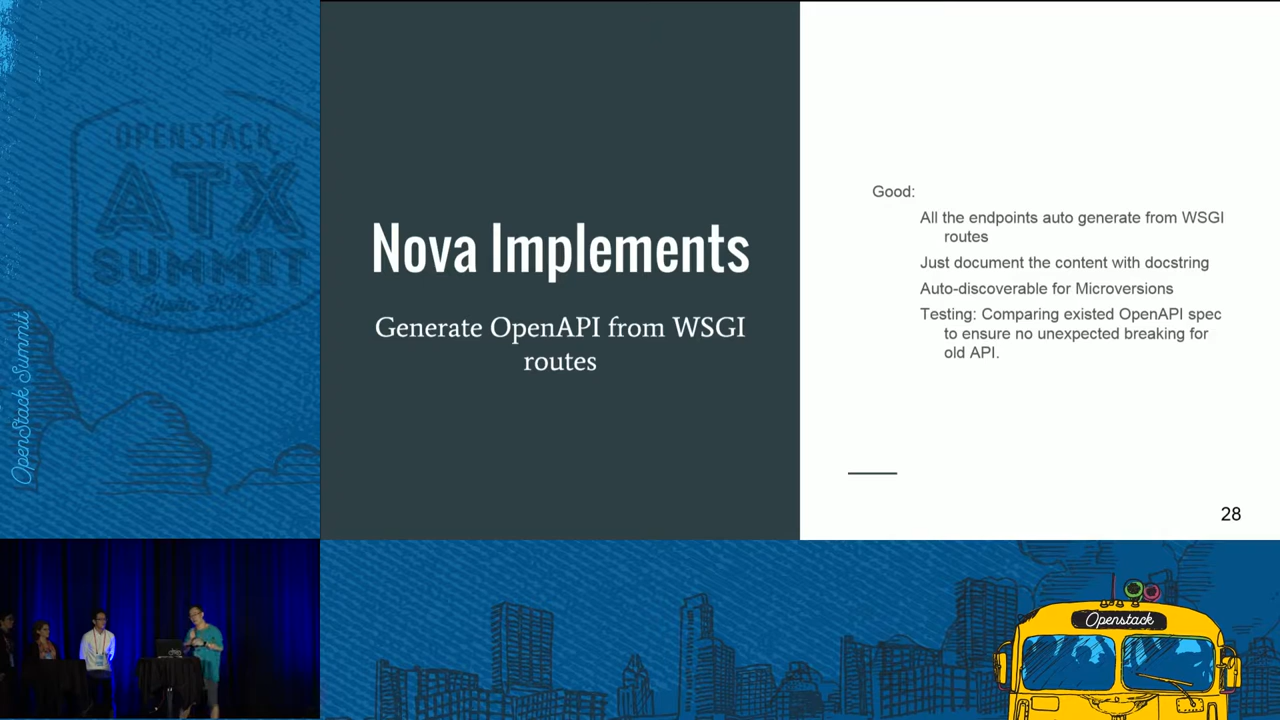 OPENSTACK
ATX
SUMMIT
OpenStack Summit
Nova Implements
Generate OpenAPI from WSGI
routes
Good:
All the endpoints auto generate from WSGI
routes
Just document the content with docstring
Auto-discoverable for Microversions
Testing: Comparing existed OpenAPI spec
to ensure no unexpected breaking for
old API.
28
Openstack